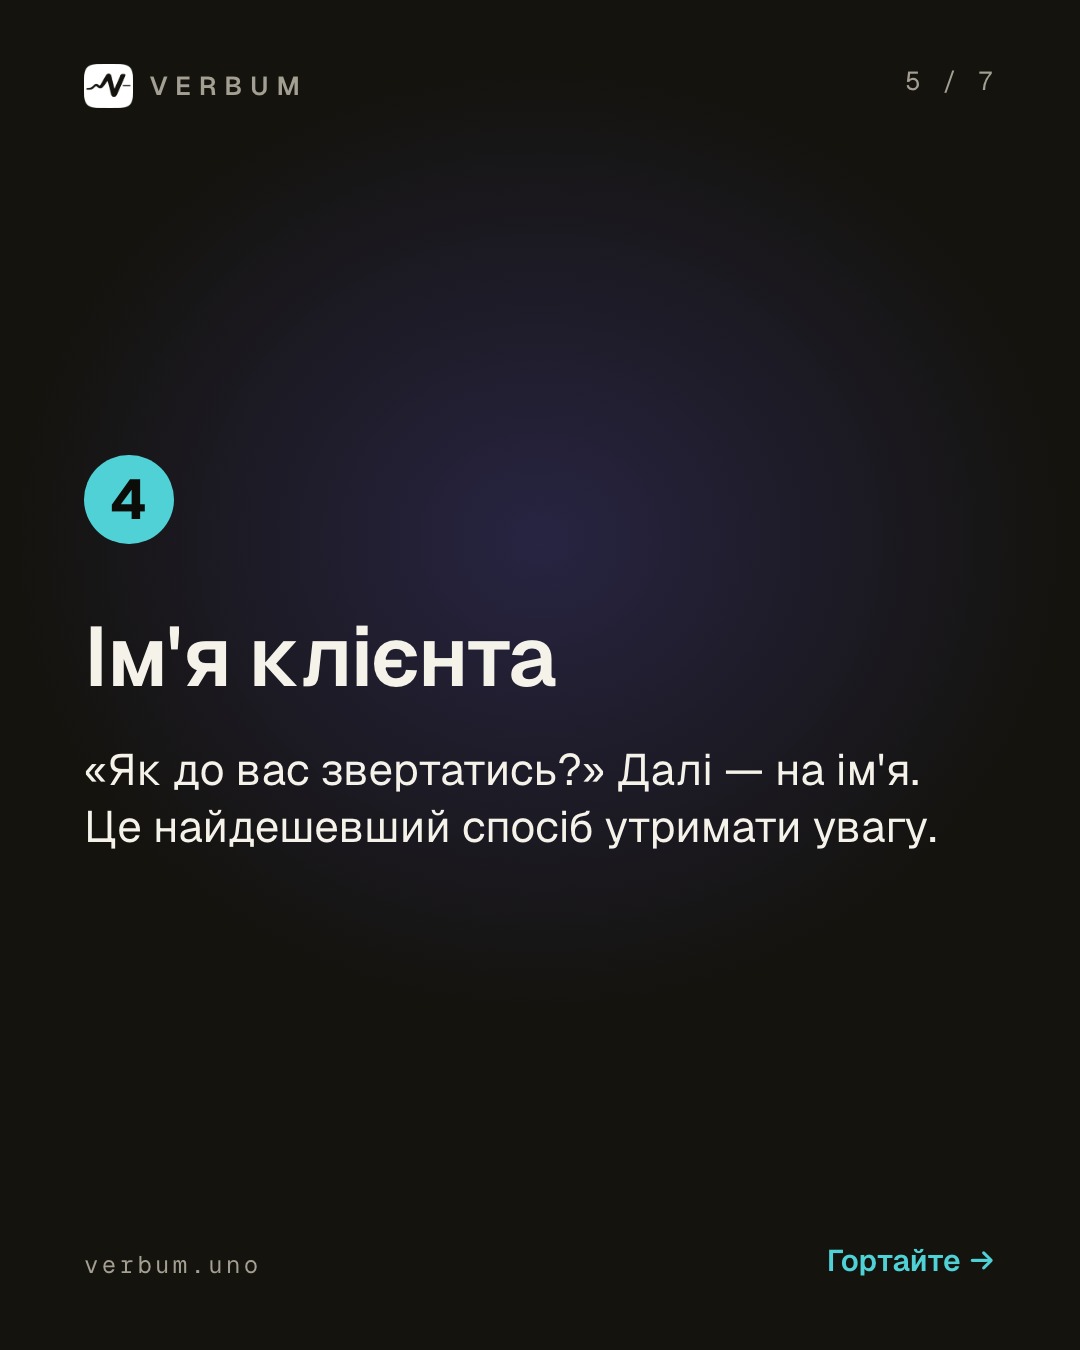 VERBUM
5 / 7
4
Ім'я клієнта
«Як до вас звертатись?» Далі — на ім'я.
Це найдешевший спосіб утримати увагу.
verbum.uno
Гортайте →